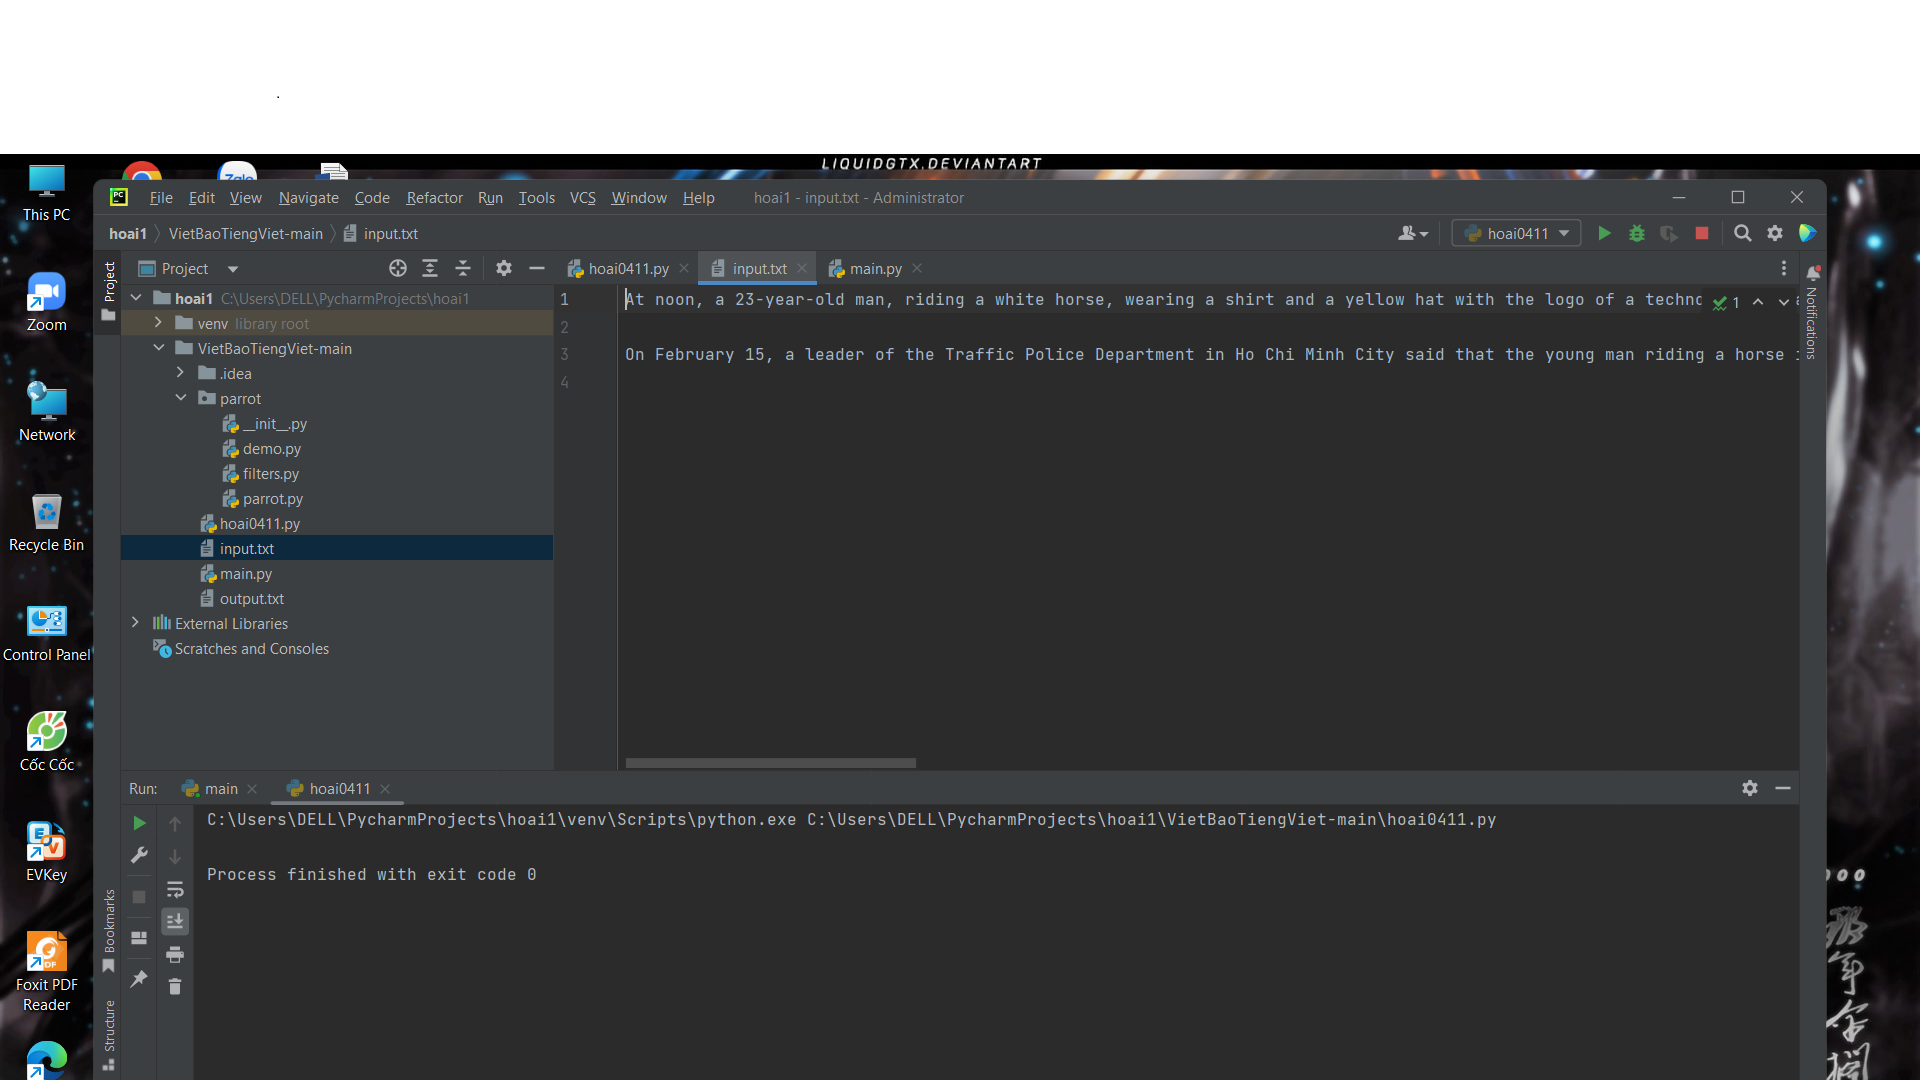 .
LIQUIDGTX.DEVIANTART
This PC
Zalo
PC
File Edit View Navigate Code Refactor Run Tools VCS Window Help hoai1 - input.txt - Administrator
hoai1 VietBaoTiengViet-main input.txt hoai0411
Project
Project
hoai0411.py input.txt main.py
Notifications
hoai1 C:\Users\DELL\PycharmProjects\hoai1
venv library root
VietBaoTiengViet-main
.idea
parrot
__init__.py
demo.py
filters.py
parrot.py
hoai0411.py
input.txt
main.py
output.txt
External Libraries
Scratches and Consoles
1 At noon, a 23-year-old man, riding a white horse, wearing a shirt and a yellow hat with the logo of a techno 1
2
3 On February 15, a leader of the Traffic Police Department in Ho Chi Minh City said that the young man riding a horse
4
Zoom
Network
Recycle Bin
Control Panel
Cốc Cốc
EVKey
Foxit PDF
Reader
Run: main hoai0411
C:\Users\DELL\PycharmProjects\hoai1\venv\Scripts\python.exe C:\Users\DELL\PycharmProjects\hoai1\VietBaoTiengViet-main\hoai0411.py
Process finished with exit code 0
Bookmarks
Structure